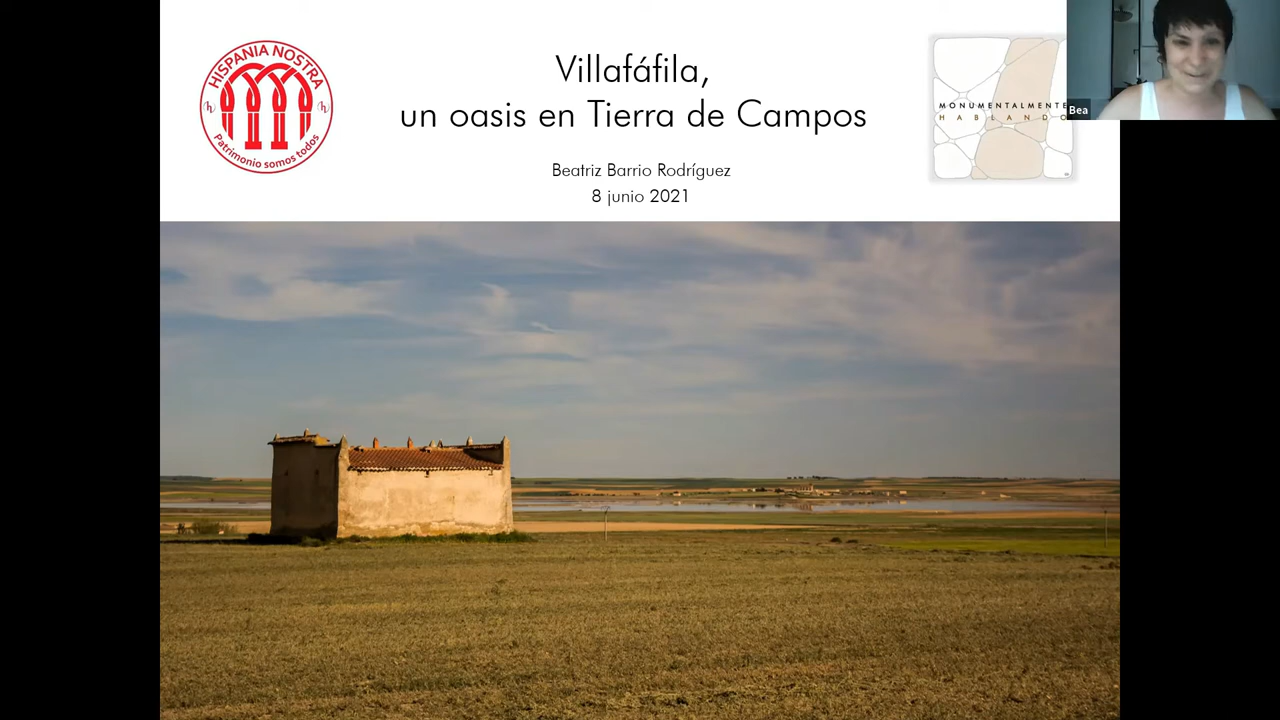 HISPANIA NOSTRA
Patrimonio somos todos
Villafáfila,
un oasis en Tierra de Campos
Beatriz Barrio Rodríguez
8 junio 2021
MONUMENTALMENTE
HABLANDO
Bea